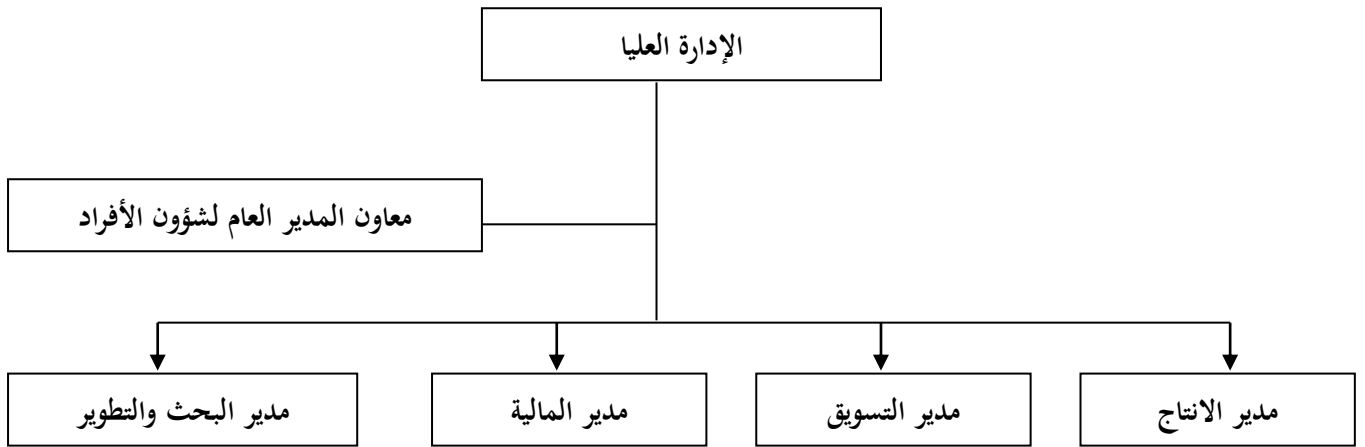 الإدارة العليا
معاون المدير العام لشؤون الأفراد
مدير الانتاج
مدير التسويق
مدير المالية
مدير البحث والتطوير